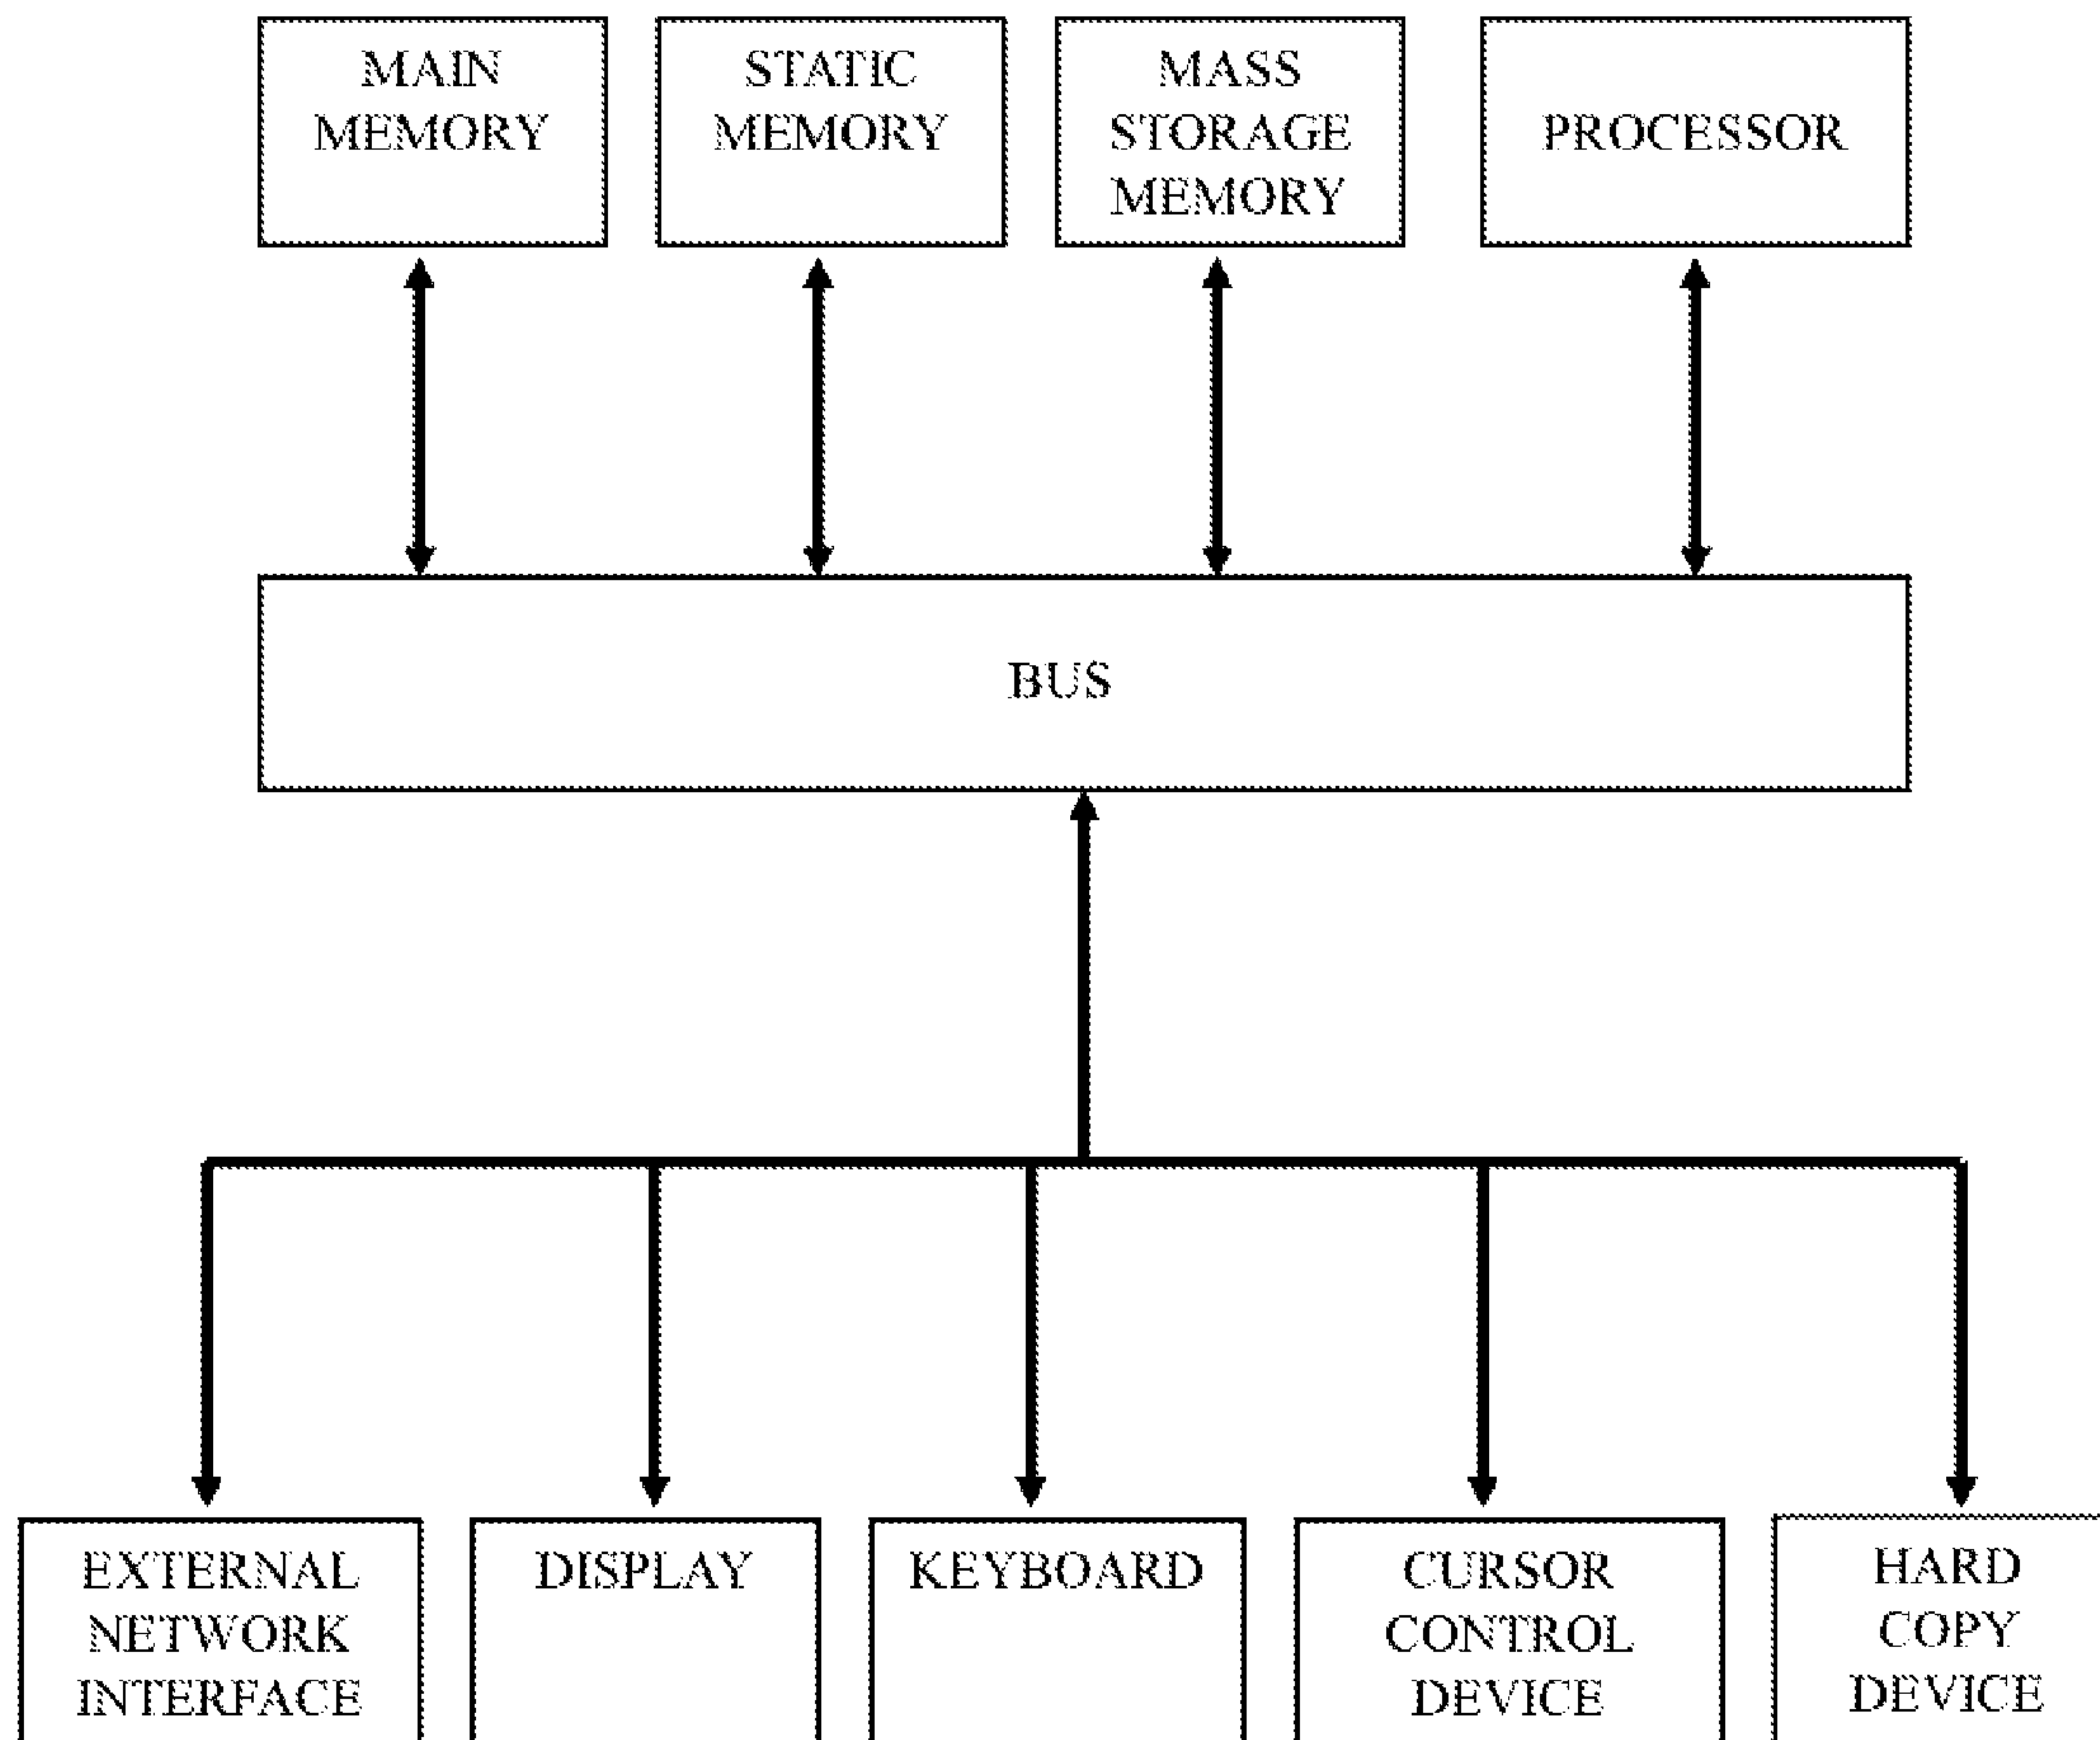 MAIN
MEMORY
STATIC
MEMORY
MASS
STORAGE
MEMORY
PROCESSOR
BUS
EXTERNAL
NETWORK
INTERFACE
DISPLAY
KEYBOARD
CURSOR
CONTROL
DEVICE
HARD
COPY
DEVICE